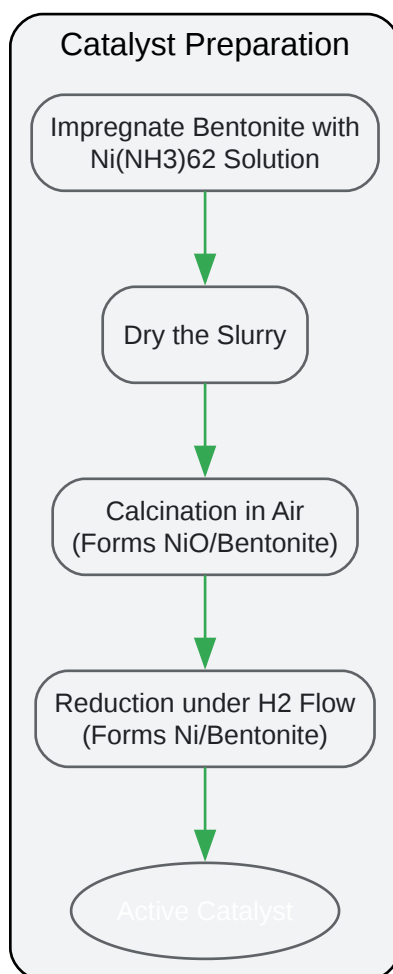 Catalyst Preparation
Impregnate Bentonite with
Ni(NH3)62 Solution
Dry the Slurry
Calcination in Air
(Forms NiO/Bentonite)
Reduction under H2 Flow
(Forms Ni/Bentonite)
Active Catalyst